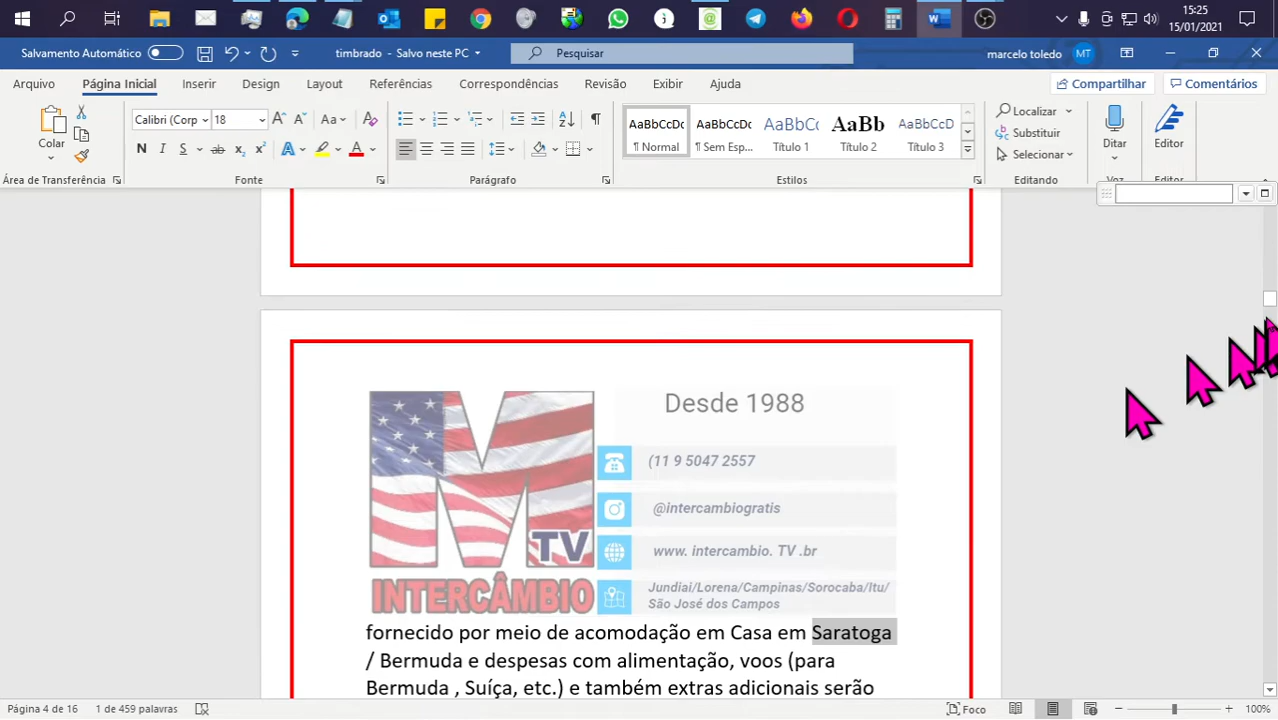 15:25
15/01/2021
Salvamento Automático
timbrado - Salvo neste PC
Pesquisar
marcelo toledo
MT
Arquivo
Página Inicial
Inserir
Design
Layout
Referências
Correspondências
Revisão
Exibir
Ajuda
Compartilhar
Comentários
Colar
Área de Transferência
Calibri (Corp
18
Aa
N
I
S
ab
Fonte
Parágrafo
AaBbCcDc
¶ Normal
AaBbCcDc
¶ Sem Esp...
AaBbCc
Título 1
AaBb
Título 2
AaBbCcD
Título 3
Estilos
Localizar
Substituir
Selecionar
Editando
Ditar
Voz
Editor
Editor
Desde 1988
(11 9 5047 2557
@intercambiogratis
www. intercambio. TV .br
Jundiai/Lorena/Campinas/Sorocaba/Itu/
São José dos Campos
M
TV
INTERCÂMBIO
fornecido por meio de acomodação em Casa em Saratoga
/ Bermuda e despesas com alimentação, voos (para
Bermuda , Suíça, etc.) e também extras adicionais serão
Página 4 de 16
1 de 459 palavras
Foco
100%